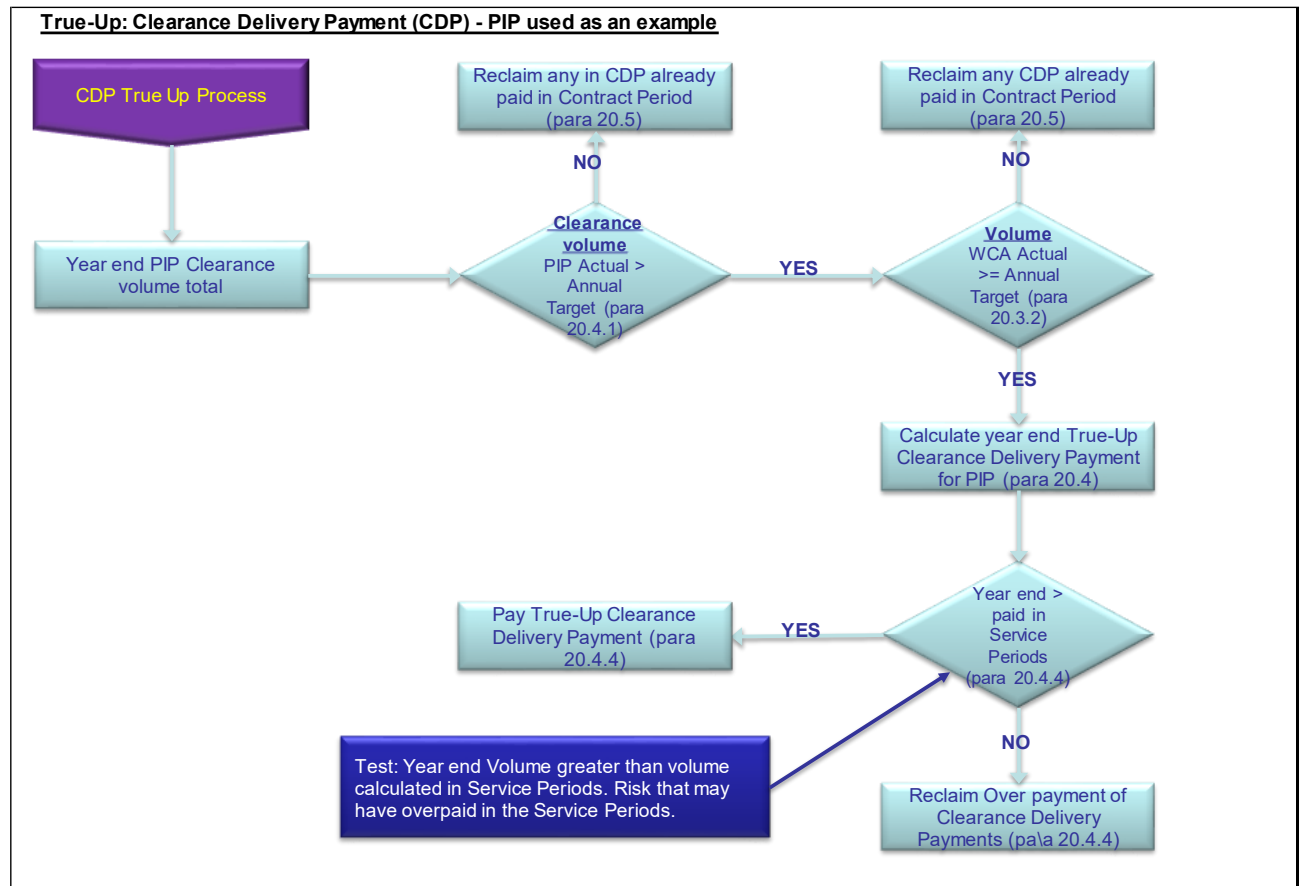 True-Up: Clearance Delivery Payment (CDP) - PIP used as an example
CDP True Up Process
Reclaim any in CDP already
paid in Contract Period
(para 20.5)
Reclaim any CDP already
paid in Contract Period
(para 20.5)
NO
NO
Year end PIP Clearance
volume total
Clearance
volume
PIP Actual >
Annual
Target (para
20.4.1)
YES
Volume
WCA Actual
>= Annual
Target (para
20.3.2)
YES
Calculate year end True-Up
Clearance Delivery Payment
for PIP (para 20.4)
Year end >
paid in
Service
Periods
(para 20.4.4)
YES
Pay True-Up Clearance
Delivery Payment (para
20.4.4)
NO
Test: Year end Volume greater than volume
calculated in Service Periods. Risk that may
have overpaid in the Service Periods.
Reclaim Over payment of
Clearance Delivery
Payments (pa\a 20.4.4)